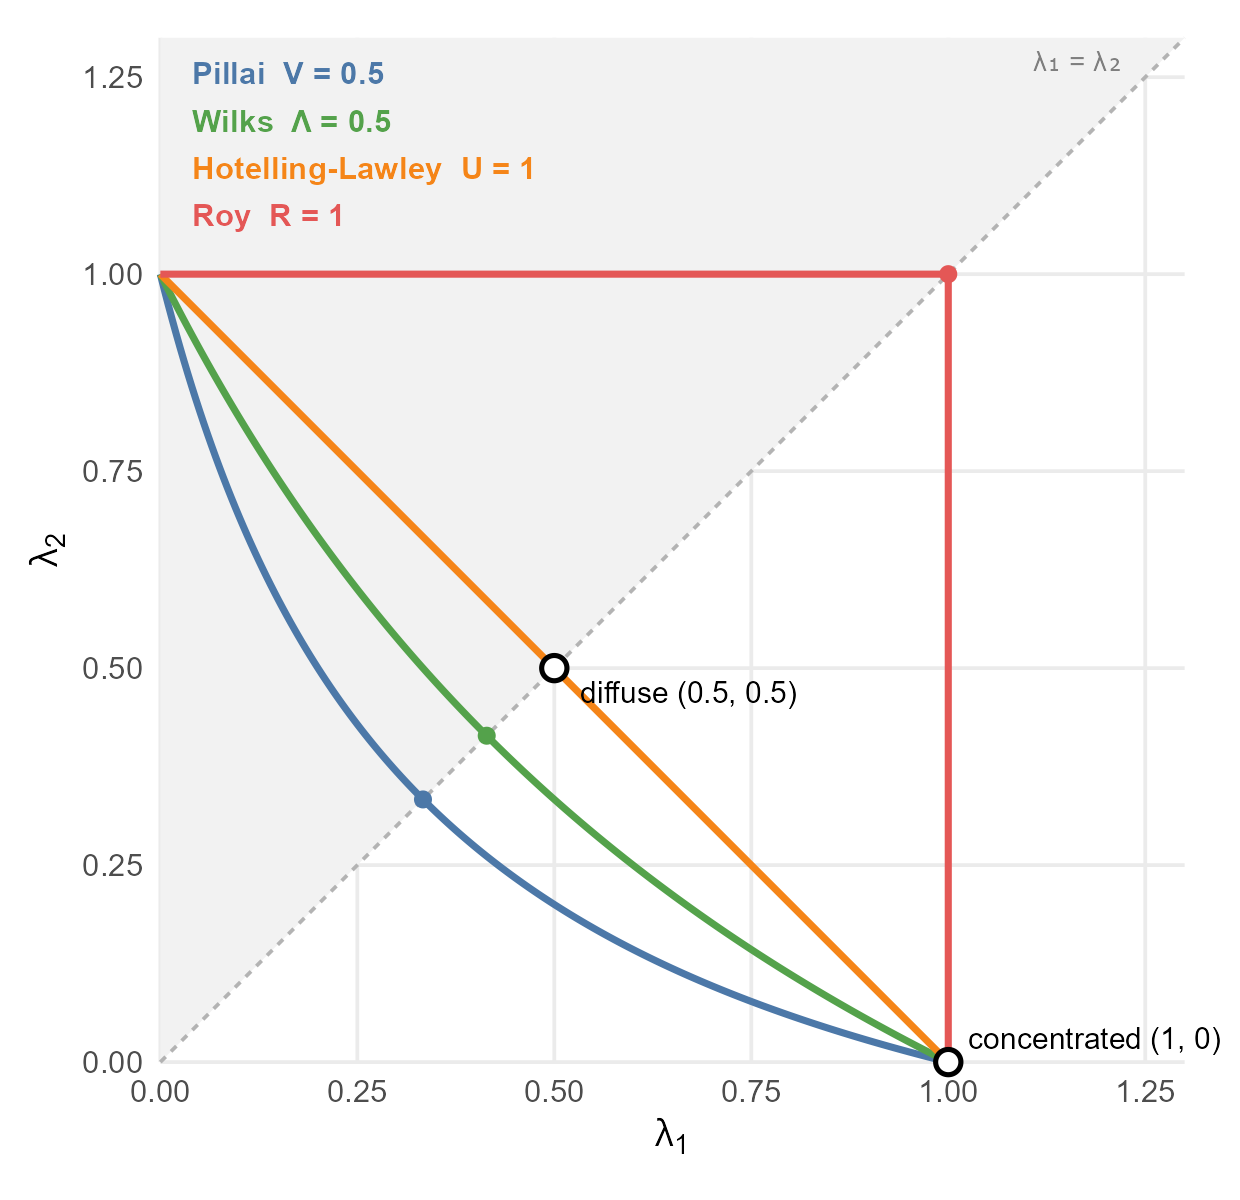 Pillai V = 0.5
Wilks Λ = 0.5
Hotelling-Lawley U = 1
Roy R = 1
λ₁ = λ₂
1.25
1.00
0.75
0.50
0.25
0.00
λ₂
diffuse (0.5, 0.5)
concentrated (1, 0)
0.00 0.25 0.50 0.75 1.00 1.25
λ₁